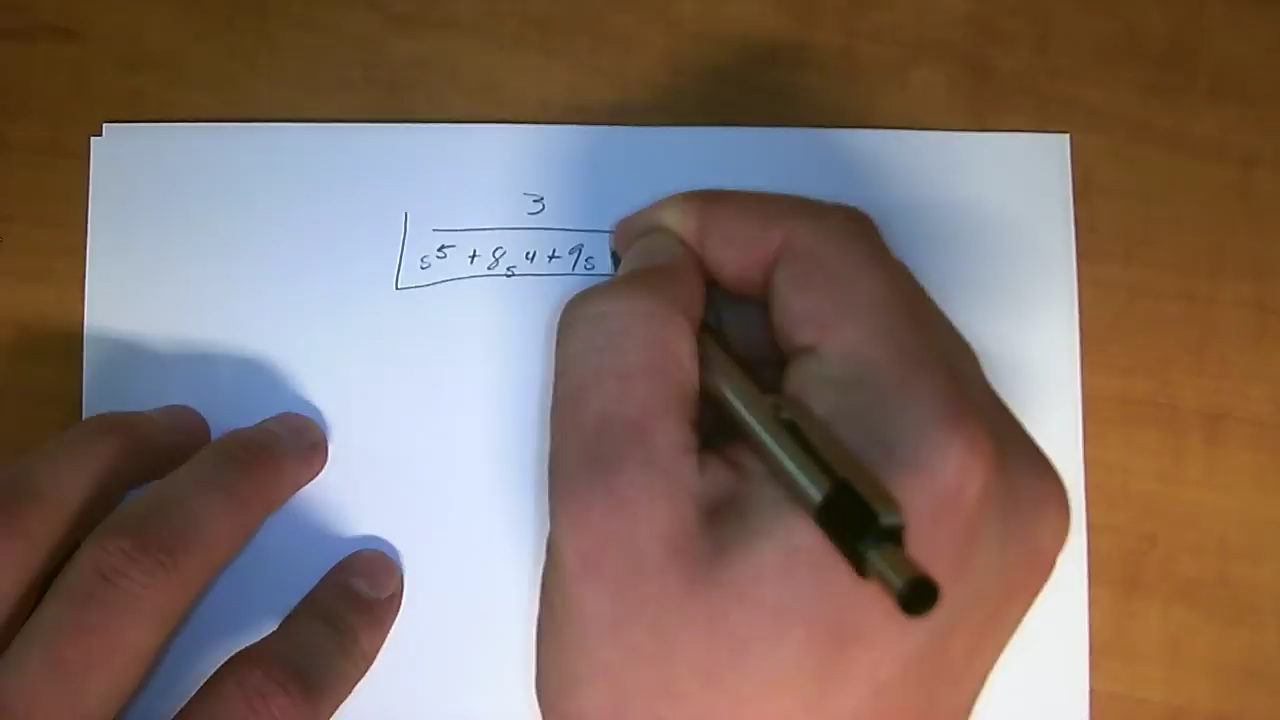 3
s⁵ + 8s⁴ + 9s